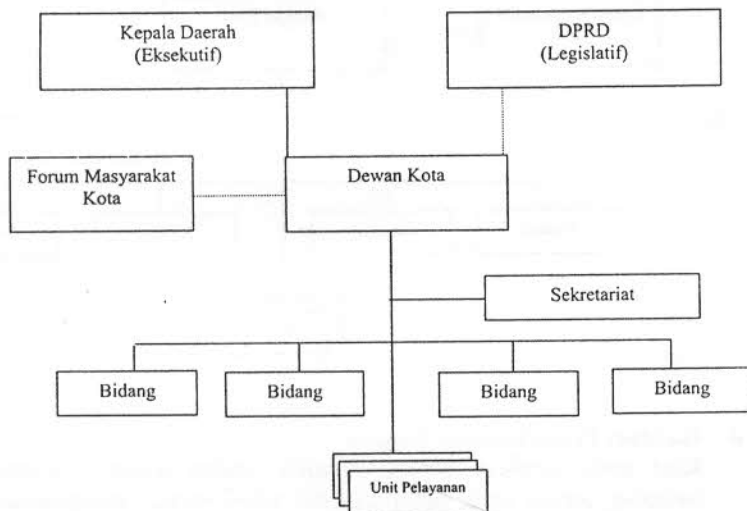 Kepala Daerah
(Eksekutif)
DPRD
(Legislatif)
Forum Masyarakat
Kota
Dewan Kota
Sekretariat
Bidang
Bidang
Bidang
Bidang
Unit Pelayanan